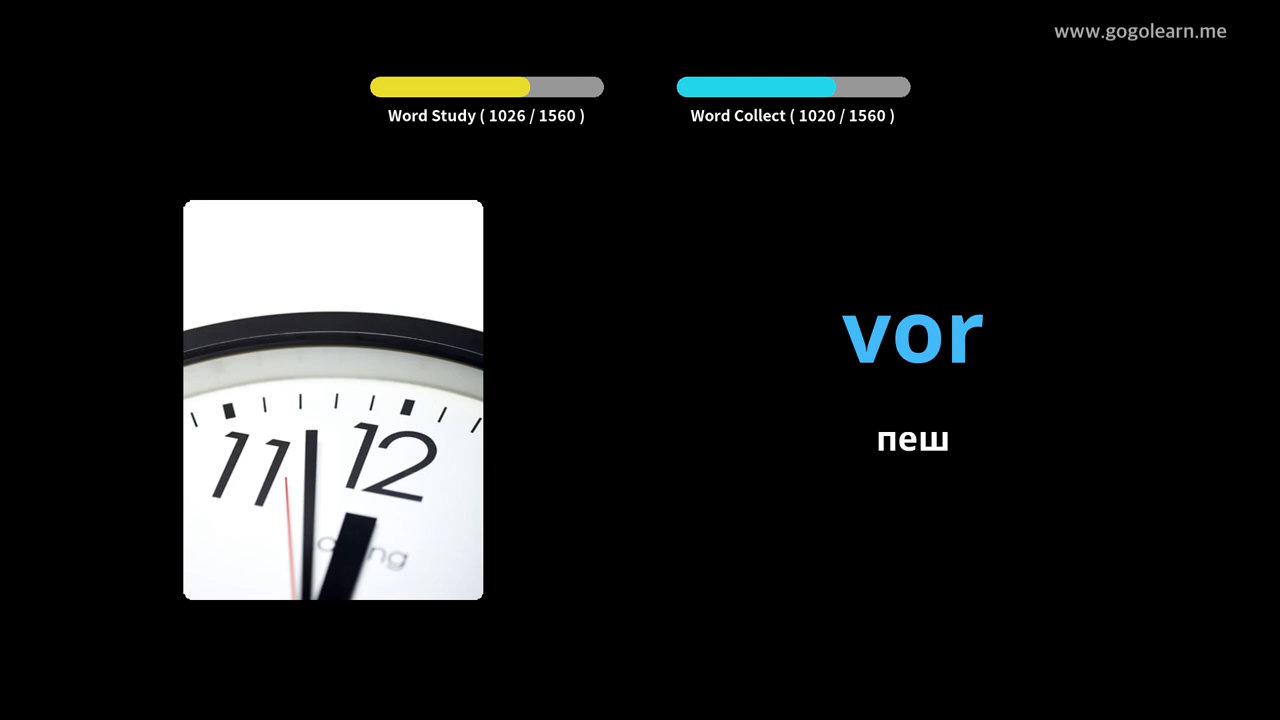 www.gogolearn.me
Word Study ( 1026 / 1560 )
Word Collect ( 1020 / 1560 )
11
12
vor
пеш